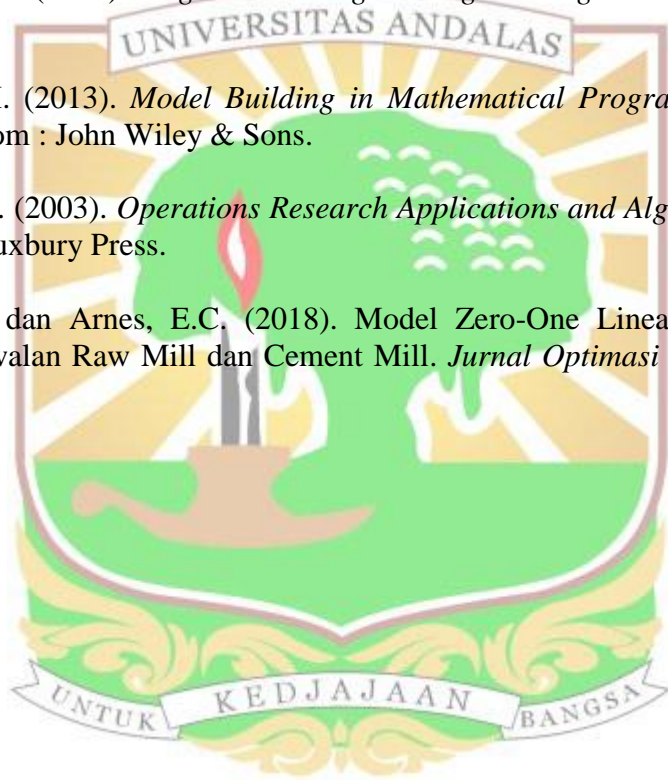 UNIVERSITAS ANDALAS
. (2013). Model Building in Mathematical Progra
om : John Wiley & Sons.
. (2003). Operations Research Applications and Alg
uxbury Press.
dan Arnes, E.C. (2018). Model Zero-One Linea
valan Raw Mill dan Cement Mill. Jurnal Optimasi
UNTUK KEDJAJAAN BANGSA